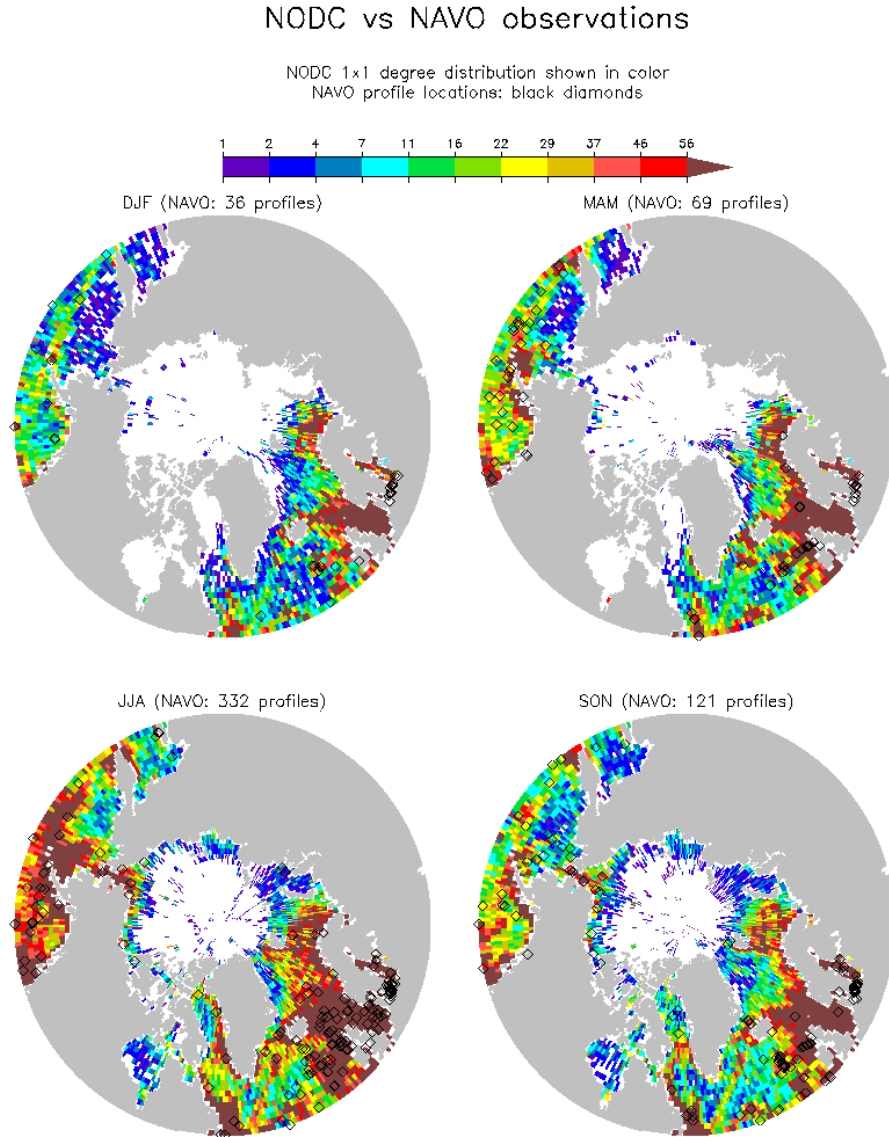 NODC vs NAVO observations
NODC 1x1 degree distribution shown in color
NAVO profile locations: black diamonds
1 2 4 7 11 16 22 29 37 46 56
DJF (NAVO: 36 profiles) MAM (NAVO: 69 profiles)
JJA (NAVO: 332 profiles) SON (NAVO: 121 profiles)